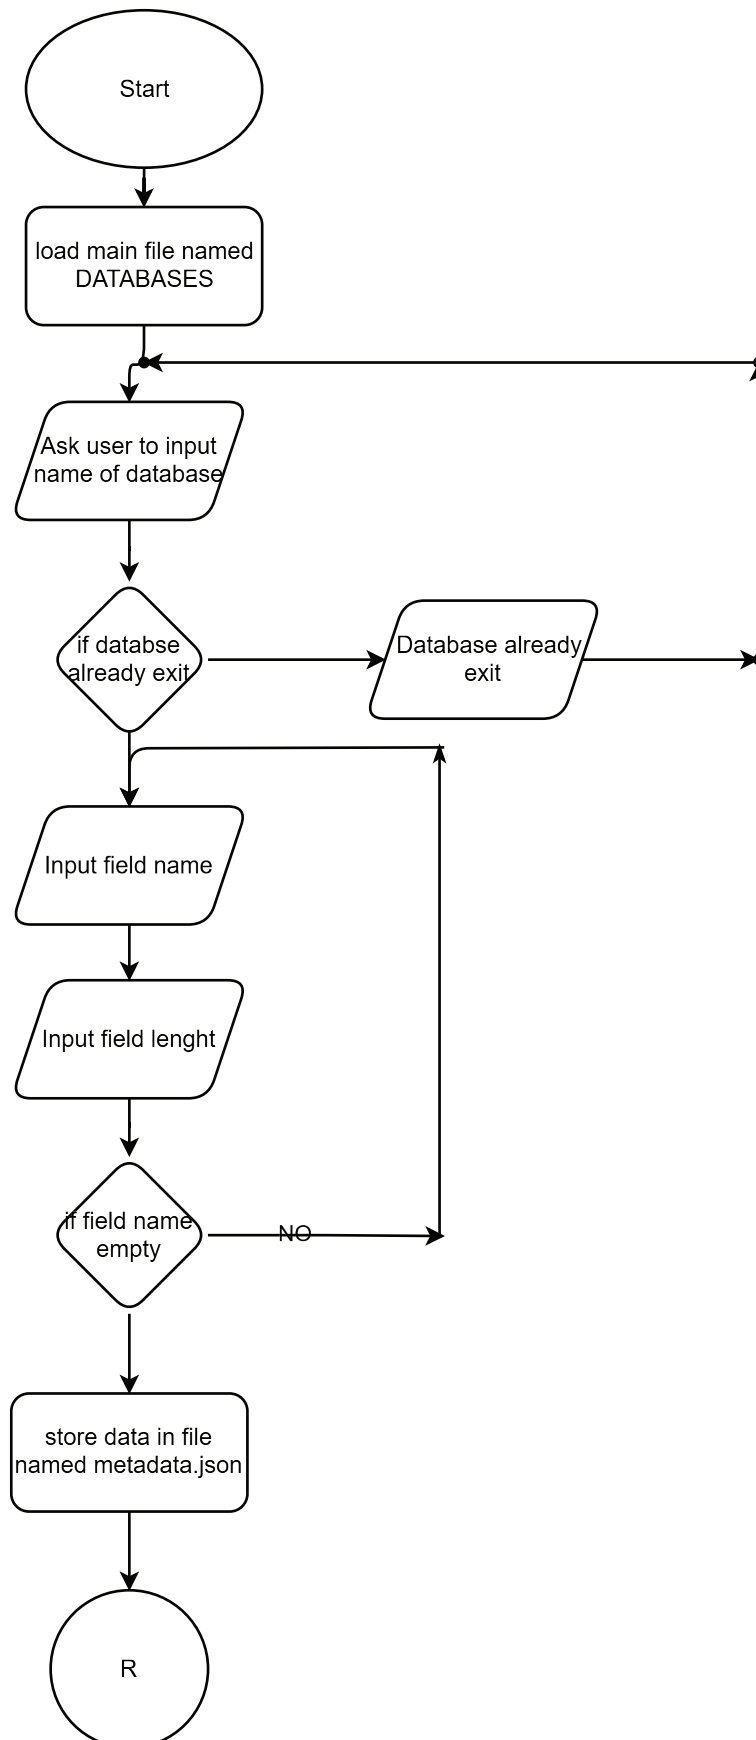 Start
load main file named
DATABASES
Ask user to input
name of database
if databse
already exit
Database already
exit
Input field name
Input field lenght
if field name
empty
NO
store data in file
named metadata.json
R